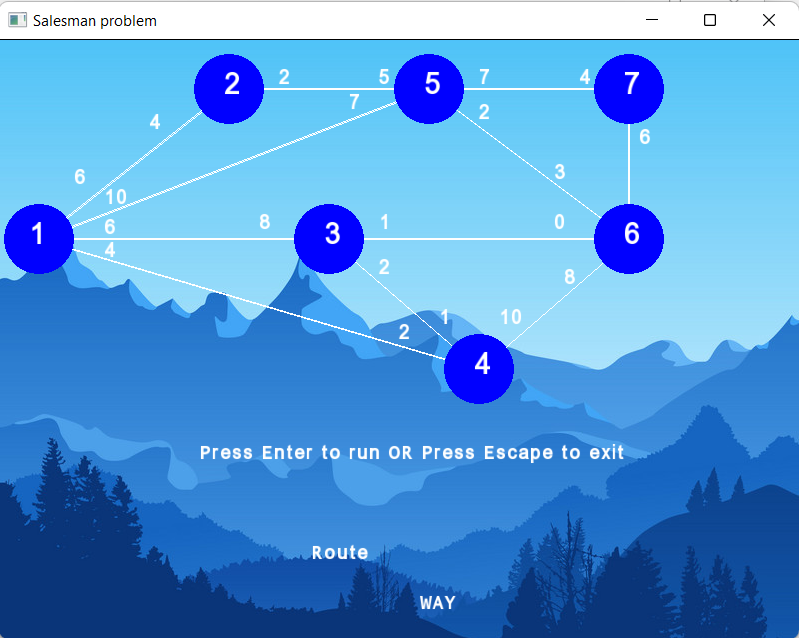 Salesman problem
2 2 5 5 7 4 7
7 2
4 6
3
6
10
1 6 8 3 1 0 6
4 2 8
1 10
2
4
Press Enter to run OR Press Escape to exit
Route
WAY